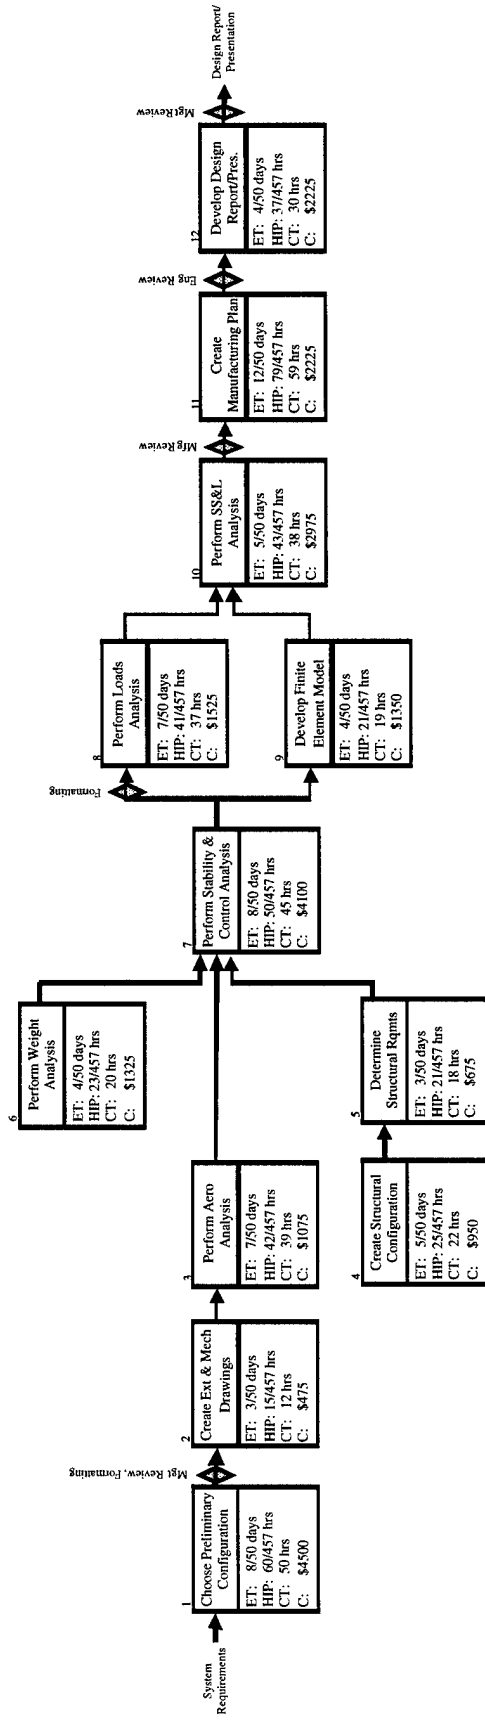 System
Requirements
1
Choose Preliminary
Configuration
ET: 8/50 days
HIP: 60/457 hrs
CT: 50 hrs
C: $4500
Mgt Review, Formatting
2
Create Ext & Mech
Drawings
ET: 3/50 days
HIP: 15/457 hrs
CT: 12 hrs
C: $475
3
Perform Aero
Analysis
ET: 7/50 days
HIP: 42/457 hrs
CT: 39 hrs
C: $1075
4
Create Structural
Configuration
ET: 5/50 days
HIP: 25/457 hrs
CT: 22 hrs
C: $950
5
Determine
Structural Rqmts
ET: 3/50 days
HIP: 21/457 hrs
CT: 18 hrs
C: $675
6
Perform Weight
Analysis
ET: 4/50 days
HIP: 23/457 hrs
CT: 20 hrs
C: $1325
7
Perform Stability &
Control Analysis
ET: 8/50 days
HIP: 50/457 hrs
CT: 45 hrs
C: $4100
Formatting
8
Perform Loads
Analysis
ET: 7/50 days
HIP: 41/457 hrs
CT: 37 hrs
C: $1525
9
Develop Finite
Element Model
ET: 4/50 days
HIP: 21/457 hrs
CT: 19 hrs
C: $1350
10
Perform SS&L
Analysis
ET: 5/50 days
HIP: 43/457 hrs
CT: 38 hrs
C: $2975
Mfg Review
11
Create
Manufacturing Plan
ET: 12/50 days
HIP: 79/457 hrs
CT: 59 hrs
C: $2225
Eng Review
12
Develop Design
Report/Pres.
ET: 4/50 days
HIP: 37/457 hrs
CT: 30 hrs
C: $2225
Mgt Review
Design Report/
Presentation